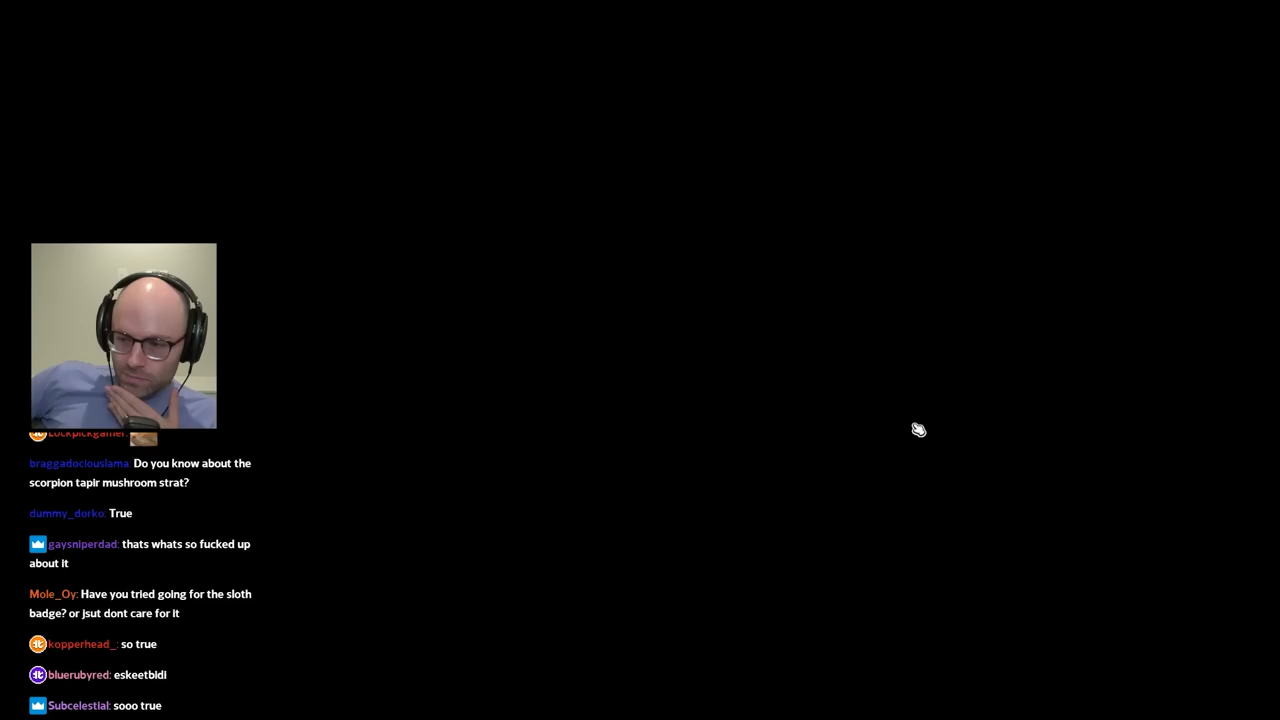 Lockpickgamer:
braggadociouslama: Do you know about the
scorpion tapir mushroom strat?
dummy_dorko: True
gaysniperdad: thats whats so fucked up
about it
Mole_Oy: Have you tried going for the sloth
badge? or jsut dont care for it
kopperhead_: so true
bluerubyred: eskeetbidi
Subcelestial: sooo true